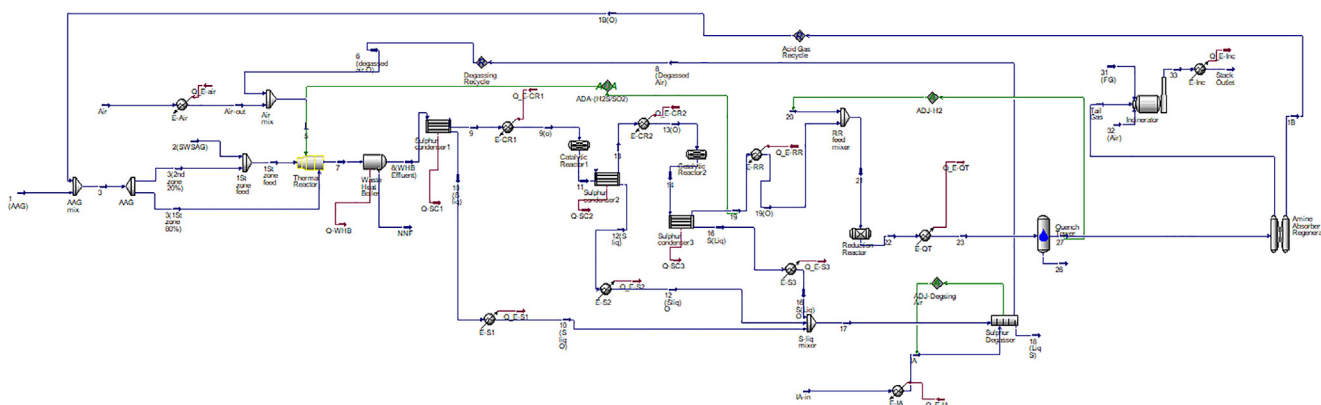 1B(O)
Acid Gas
Recycle
6
(degassed
air O)
Degassing
Recycle
8
(Degassed
Air)
31
(FG)
33
Q_E-Inc
E-Inc
Stack
Outlet
Tail
Gas
Incinerator
32
(Air)
Q_E-air
Air
E-Air
Air-out
Air
mix
ADA-(H2S/SO2)
Q_E-CR1
Q_E-CR2
20
ADJ-H2
RR
feed
mixer
1B
2(SWSAG)
1St
zone
feed
1St zone
feed
Thermal
Reactor
7
Waste
Heat
Boiler
8(WHB
Effluent)
Sulphur
condenser1
9
E-CR1
9(o)
Catalytic
Reactor1
11
Sulphur
condenser2
13
E-CR2
13(O)
Catalytic
Reactor2
14
E-RR
Q_E-RR
19(O)
19
21
1
(AAG)
AAG
mix
3
AAG
3(2nd
zone
20%)
3(1St
zone
80%)
Q-WHB
NNF
Q-SC1
10
(S
liq)
Q-SC2
12(S
liq)
Sulphur
condenser3
Q-SC3
16
S(Liq)
Reduction
Reactor
22
E-QT
Q_E-QT
23
Quench
Tower
27
26
Amine
Absorber
Regenera
E-S3
Q_E-S3
E-S2
Q_E-S2
12
(Sliq)
O
16
S(Liq)
O
E-S1
Q_E-S1
10
(S
liqO)
S-liq
mixer
17
ADJ-Degsing
Air
Sulphur
Degasser
18
(Liq
S)
IA
IA-in
E-IA
Q_E-IA